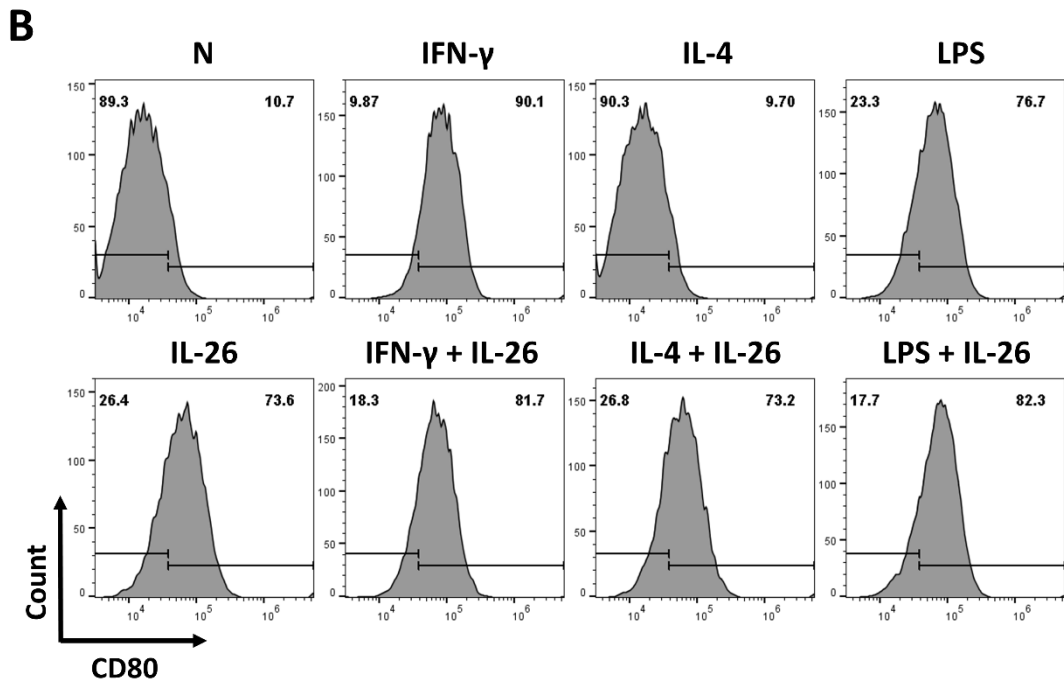 B
N IFN-γ IL-4 LPS
150 100 50 0 89.3 10.7 10^4 10^5 10^6
150 100 50 0 9.87 90.1 10^4 10^5 10^6
150 100 50 0 90.3 9.70 10^4 10^5 10^6
150 100 50 0 23.3 76.7 10^4 10^5 10^6
IL-26 IFN-γ + IL-26 IL-4 + IL-26 LPS + IL-26
150 100 50 0 26.4 73.6 10^4 10^5 10^6
200 150 100 50 0 18.3 81.7 10^4 10^5 10^6
150 100 50 0 26.8 73.2 10^4 10^5 10^6
150 100 50 0 17.7 82.3 10^4 10^5 10^6
Count
CD80